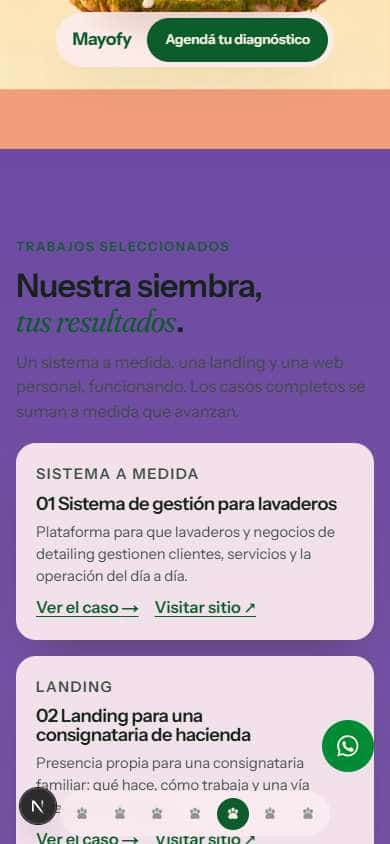 Mayofy
Agendá tu diagnóstico
TRABAJOS SELECCIONADOS
Nuestra siembra,
tus resultados.
Un sistema a medida, una landing y una web
personal, funcionando. Los casos completos se
suman a medida que avanzan.
SISTEMA A MEDIDA
01 Sistema de gestión para lavaderos
Plataforma para que lavaderos y negocios de
detailing gestionen clientes, servicios y la
operación del día a día.
Ver el caso → Visitar sitio ↗
LANDING
02 Landing para una
consignataria de hacienda
Presencia propia para una consignataria
familiar: qué hace, cómo trabaja y una vía
N
Ver el caso → Visitar sitio ↗